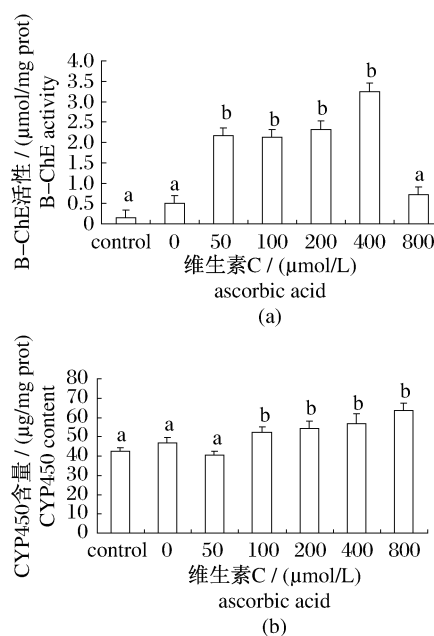 B–ChE活性 / (μmol/mg prot)
B–ChE activity
4.0
3.5
3.0
2.5
2.0
1.5
1.0
0.5
0
a a b b b b a
control 0 50 100 200 400 800
维生素C / (μmol/L)
ascorbic acid
(a)
CYP450含量 / (μg/mg prot)
CYP450 content
80
70
60
50
40
30
20
10
0
a a a b b b b
control 0 50 100 200 400 800
维生素C / (μmol/L)
ascorbic acid
(b)